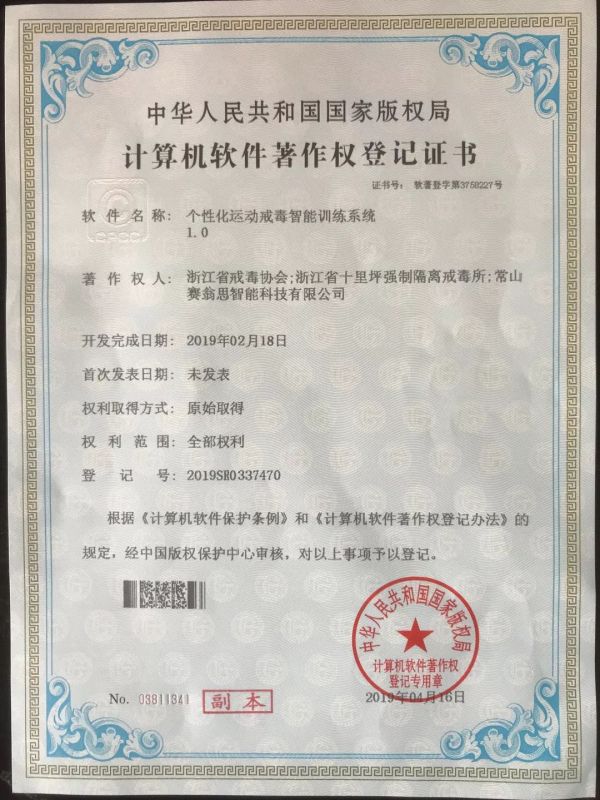 中华人民共和国国家版权局
计算机软件著作权登记证书
证书号： 软著登字第3758227号
CPCC
软件名称： 个性化运动戒毒智能训练系统
1.0
著作权人： 浙江省戒毒协会;浙江省十里坪强制隔离戒毒所;常山
赛翁思智能科技有限公司
开发完成日期： 2019年02月18日
首次发表日期： 未发表
权利取得方式： 原始取得
权利范围： 全部权利
登记号： 2019SR0337470
根据《计算机软件保护条例》和《计算机软件著作权登记办法》的
规定，经中国版权保护中心审核，对以上事项予以登记。
中华人民共和国国家版权局
计算机软件著作权
登记专用章
No. 03811341
副本
2019年04月16日